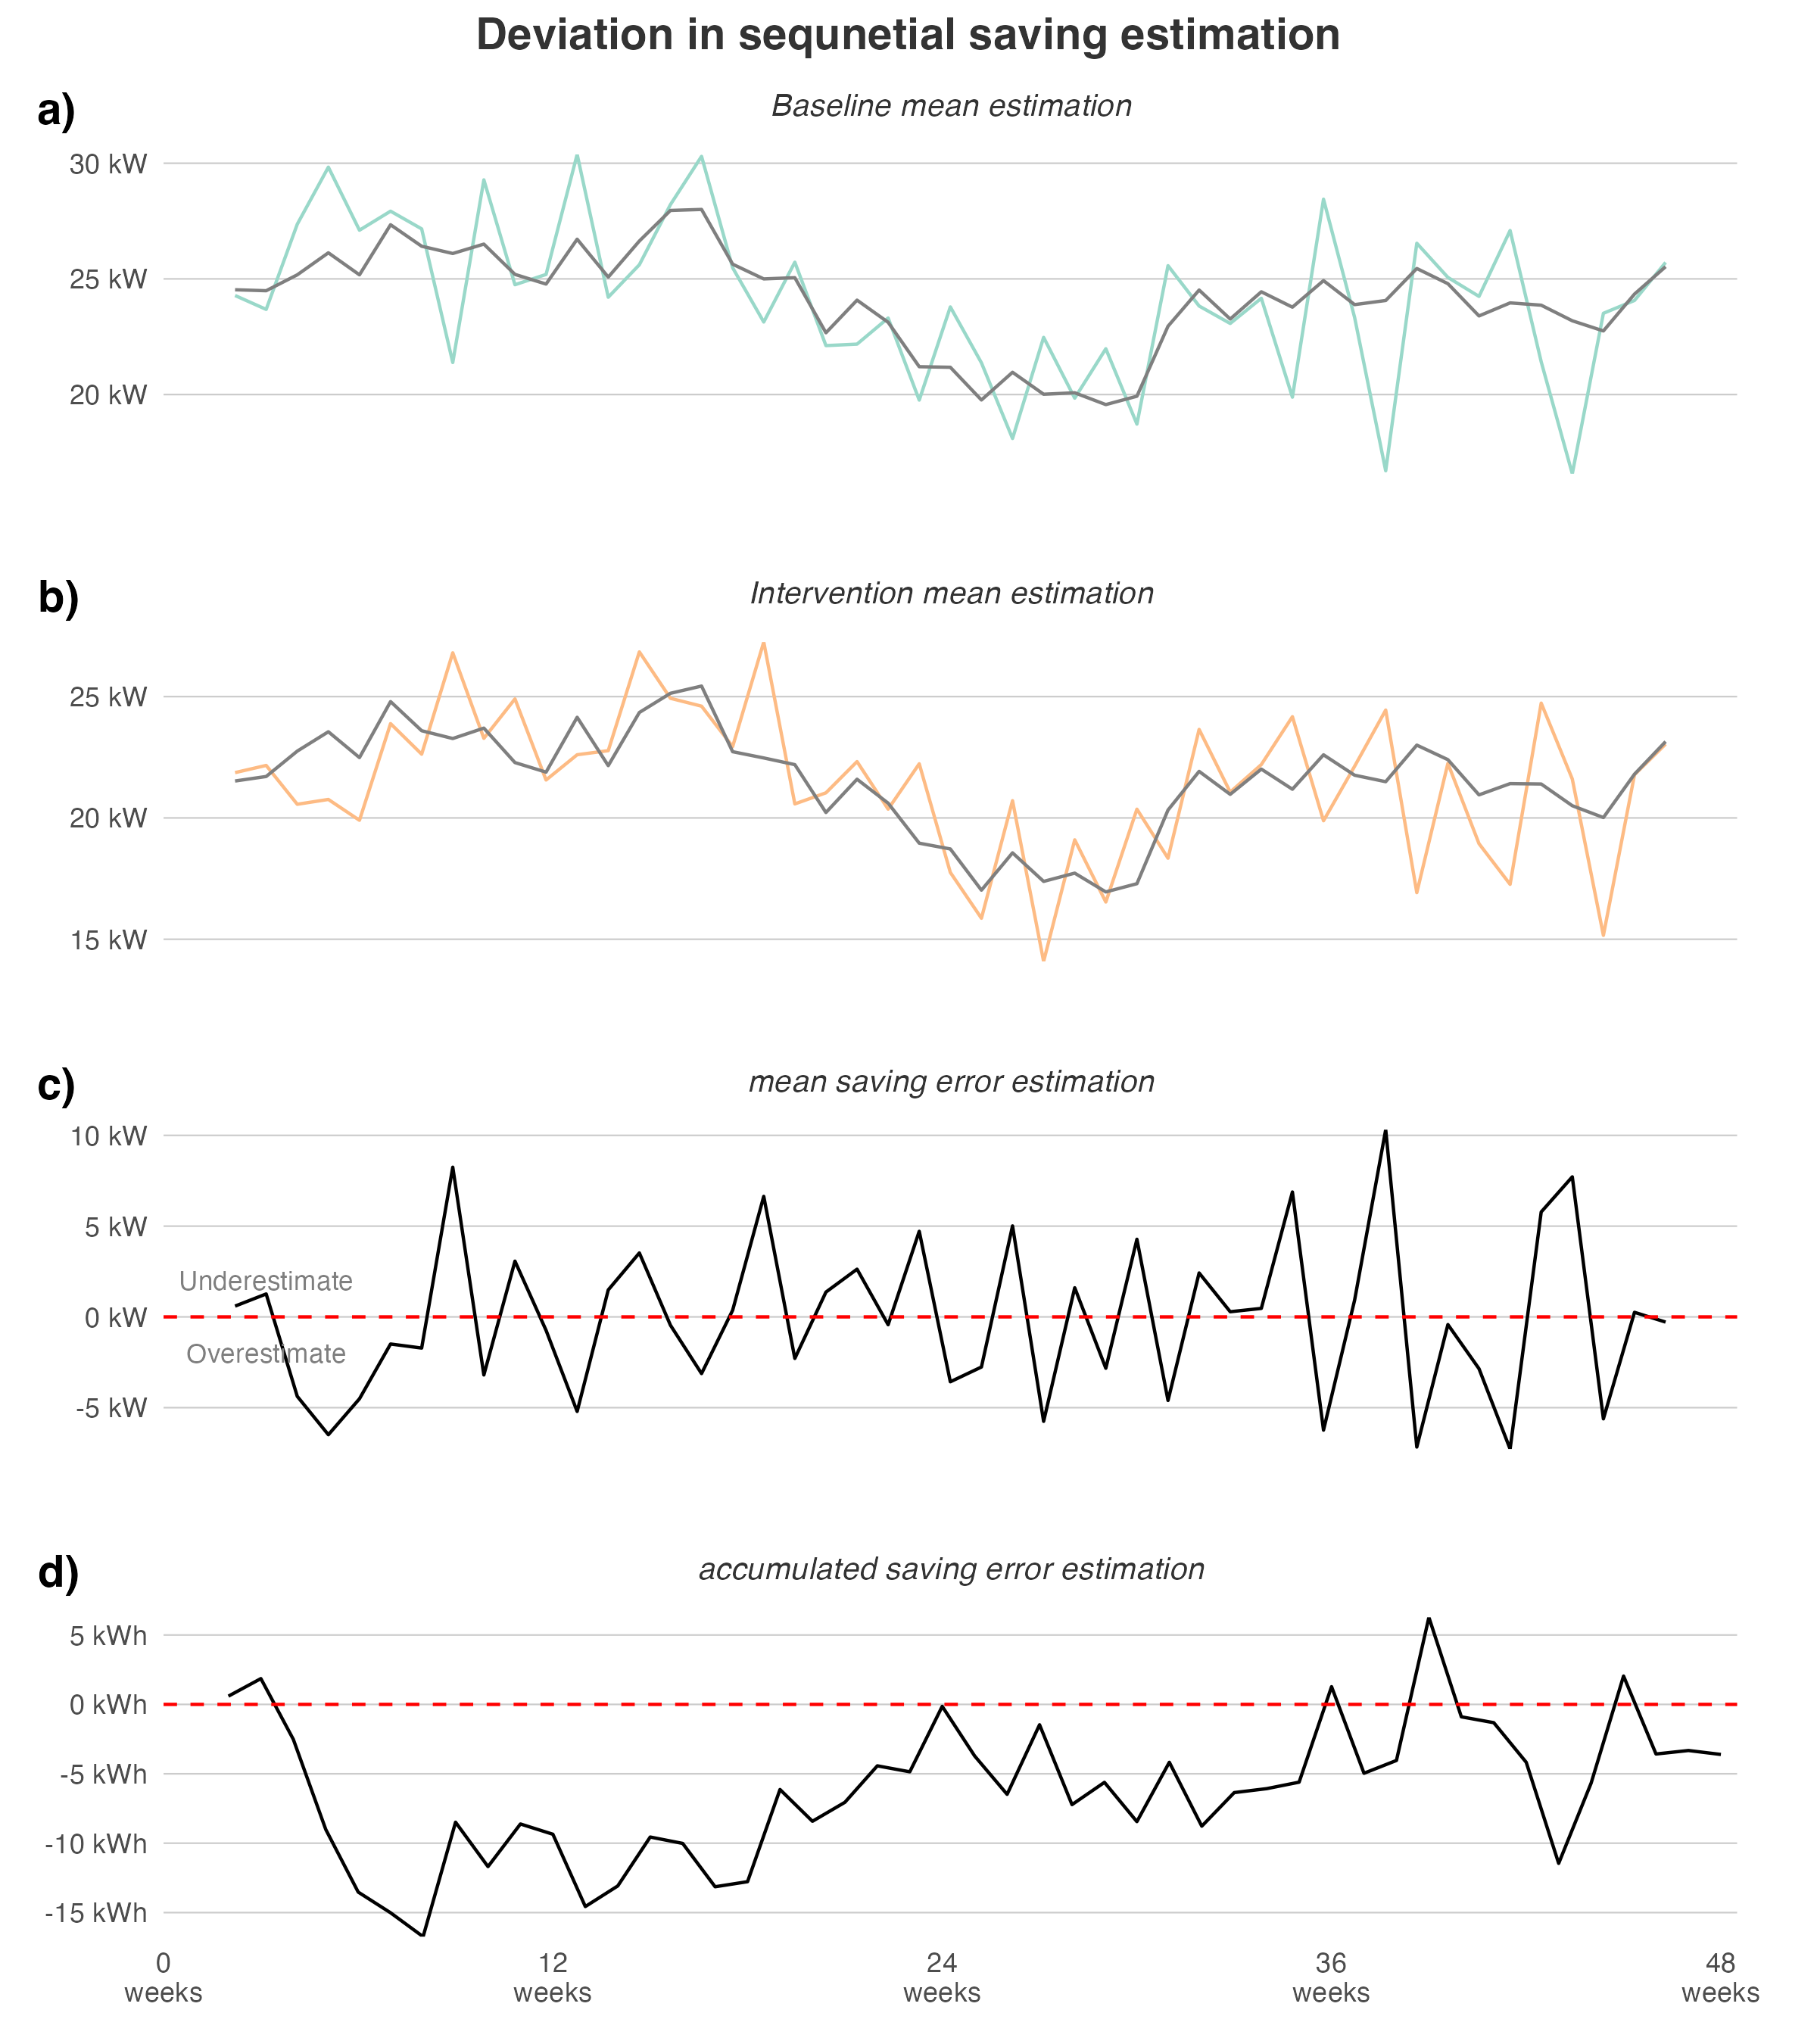 Deviation in sequnetial saving estimation
a)
Baseline mean estimation
30 kW
25 kW
20 kW
b)
Intervention mean estimation
25 kW
20 kW
15 kW
c)
mean saving error estimation
10 kW
5 kW
Underestimate
0 kW
Overestimate
-5 kW
d)
accumulated saving error estimation
5 kWh
0 kWh
-5 kWh
-10 kWh
-15 kWh
0 12 24 36 48
weeks weeks weeks weeks weeks